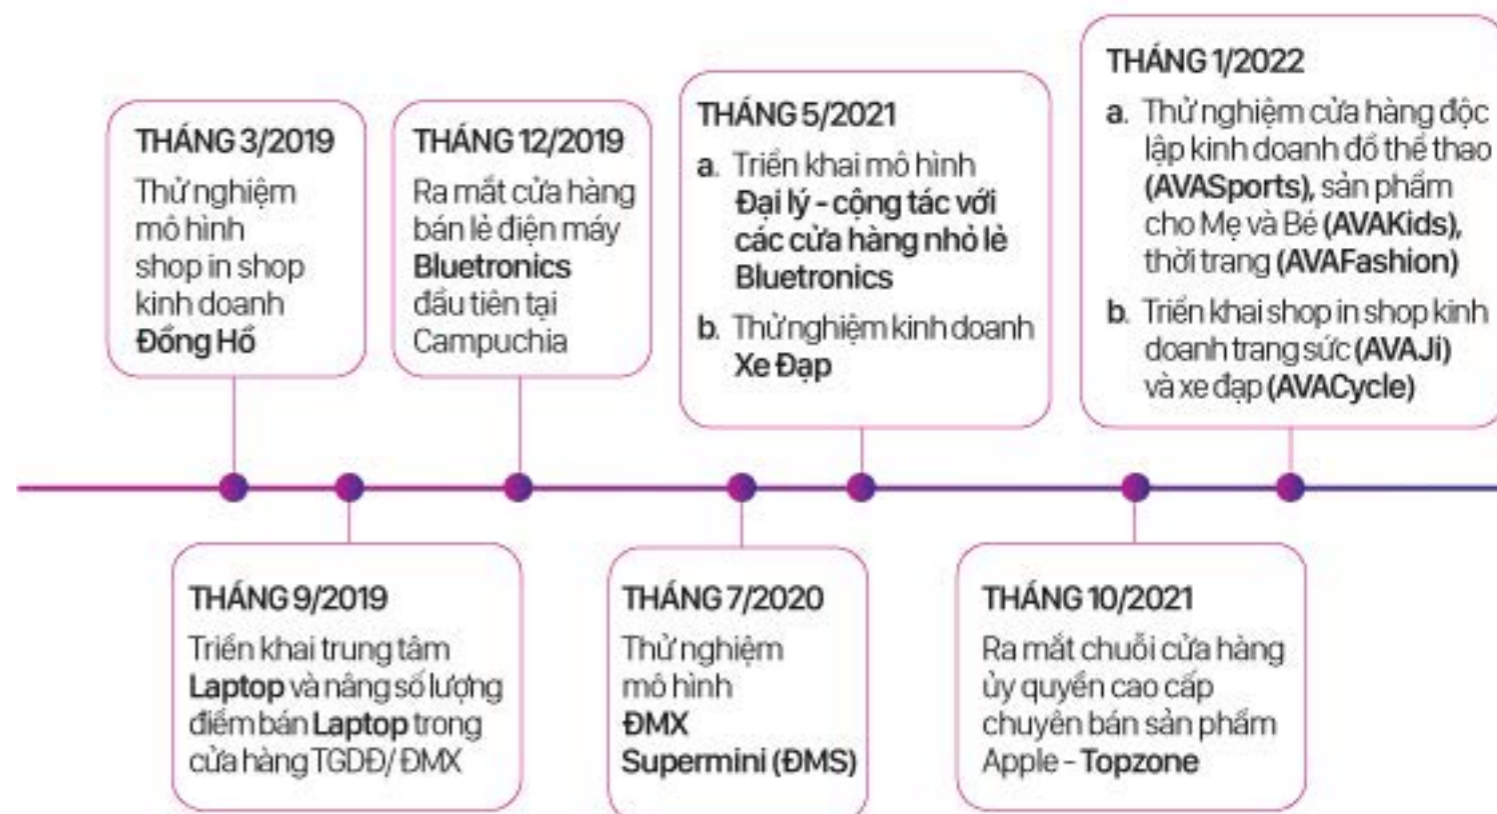 THÁNG 3/2019
Thử nghiệm
mô hình
shop in shop
kinh doanh
Đồng Hồ
THÁNG 9/2019
Triển khai trung tâm
Laptop và nâng số lượng
điểm bán Laptop trong
cửa hàng TGDĐ/ ĐMX
THÁNG 12/2019
Ra mắt cửa hàng
bán lẻ điện máy
Bluetronics
đầu tiên tại
Campuchia
THÁNG 7/2020
Thử nghiệm
mô hình
ĐMX
Supermini (ĐMS)
THÁNG 5/2021
a. Triển khai mô hình
Đại lý - cộng tác với
các cửa hàng nhỏ lẻ
Bluetronics
b. Thử nghiệm kinh doanh
Xe Đạp
THÁNG 10/2021
Ra mắt chuỗi cửa hàng
ủy quyền cao cấp
chuyên bán sản phẩm
Apple - Topzone
THÁNG 1/2022
a. Thử nghiệm cửa hàng độc
lập kinh doanh đồ thể thao
(AVASports), sản phẩm
cho Mẹ và Bé (AVAKids),
thời trang (AVAFashion)
b. Triển khai shop in shop kinh
doanh trang sức (AVAJi)
và xe đạp (AVACycle)